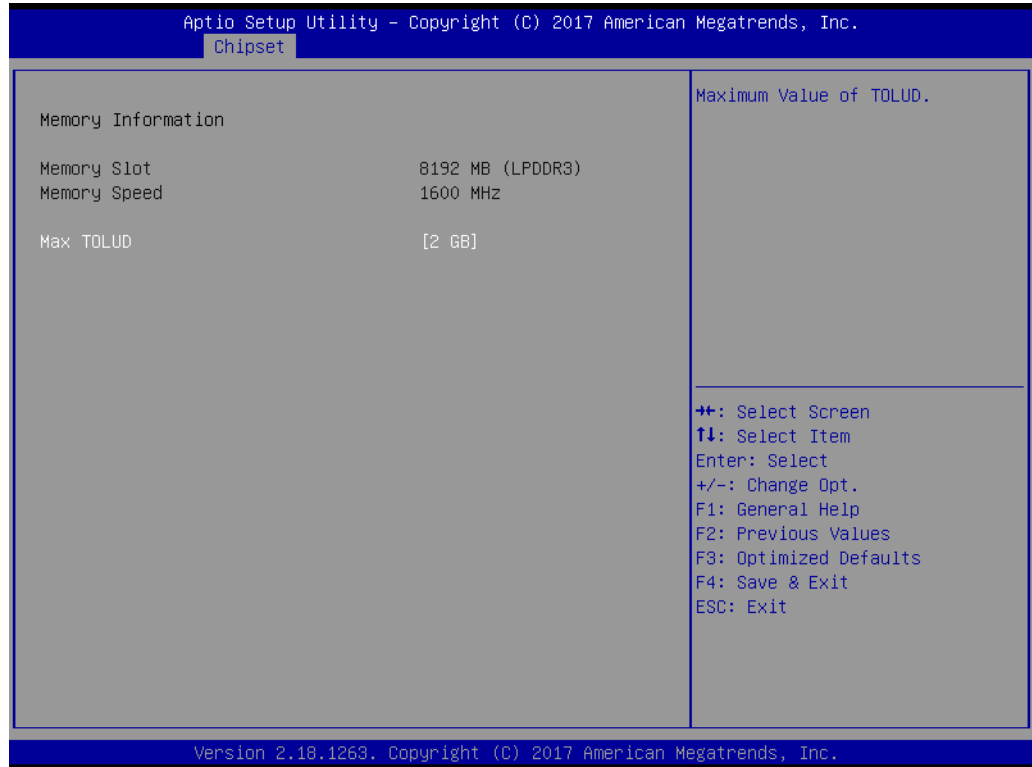 Aptio Setup Utility – Copyright (C) 2017 American Megatrends, Inc.
Chipset
Memory Information
Memory Slot 8192 MB (LPDDR3)
Memory Speed 1600 MHz
Max TOLUD [2 GB]
Maximum Value of TOLUD.
→←: Select Screen
↑↓: Select Item
Enter: Select
+/-: Change Opt.
F1: General Help
F2: Previous Values
F3: Optimized Defaults
F4: Save & Exit
ESC: Exit
Version 2.18.1263. Copyright (C) 2017 American Megatrends, Inc.